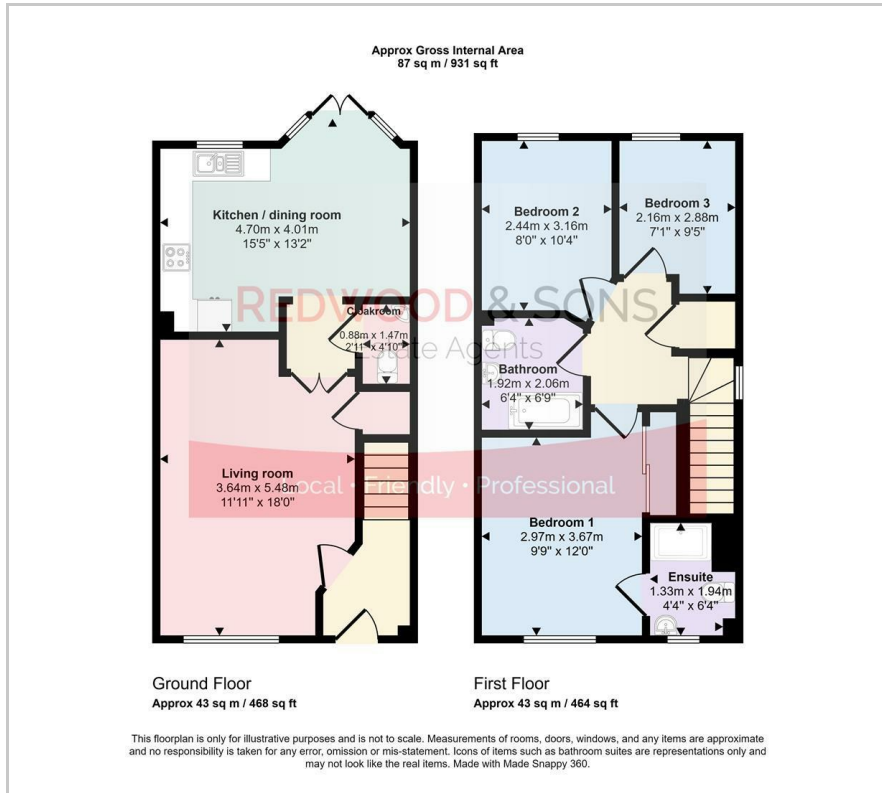 Approx Gross Internal Area
87 sq m / 931 sq ft
Kitchen / dining room
4.70m x 4.01m
15'5" x 13'2"
Cloakroom
0.88m x 1.47m
2'11" x 4'10"
Living room
3.64m x 5.48m
11'11" x 18'0"
Bedroom 2
2.44m x 3.16m
8'0" x 10'4"
Bedroom 3
2.16m x 2.88m
7'1" x 9'5"
Bathroom
1.92m x 2.06m
6'4" x 6'9"
Bedroom 1
2.97m x 3.67m
9'9" x 12'0"
Ensuite
1.33m x 1.94m
4'4" x 6'4"
REDWOOD & SONS
Estate Agents
Local • Friendly • Professional
Ground Floor
Approx 43 sq m / 468 sq ft
First Floor
Approx 43 sq m / 464 sq ft
This floorplan is only for illustrative purposes and is not to scale. Measurements of rooms, doors, windows, and any items are approximate
and no responsibility is taken for any error, omission or mis-statement. Icons of items such as bathroom suites are representations only and
may not look like the real items. Made with Made Snappy 360.